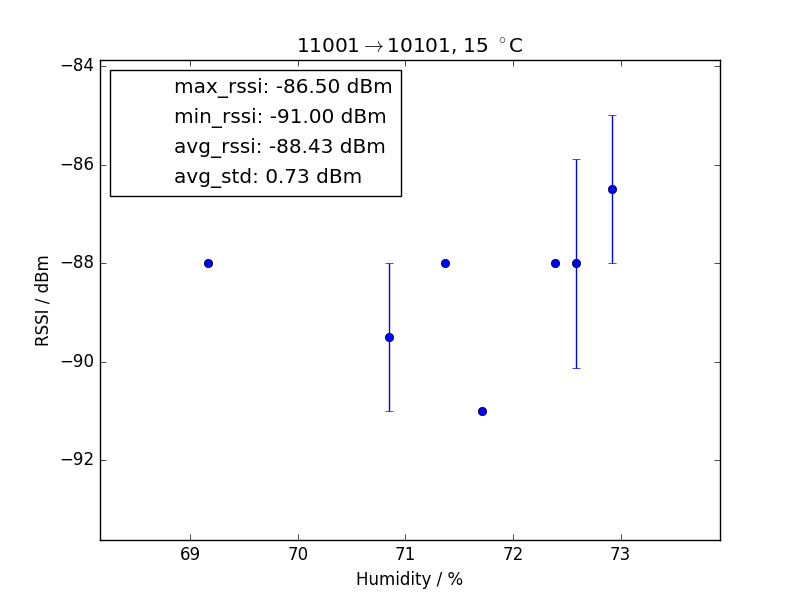 11001→10101, 15 °C
max_rssi: -86.50 dBm
min_rssi: -91.00 dBm
avg_rssi: -88.43 dBm
avg_std: 0.73 dBm
RSSI / dBm
−84
−86
−88
−90
−92
69 70 71 72 73
Humidity / %